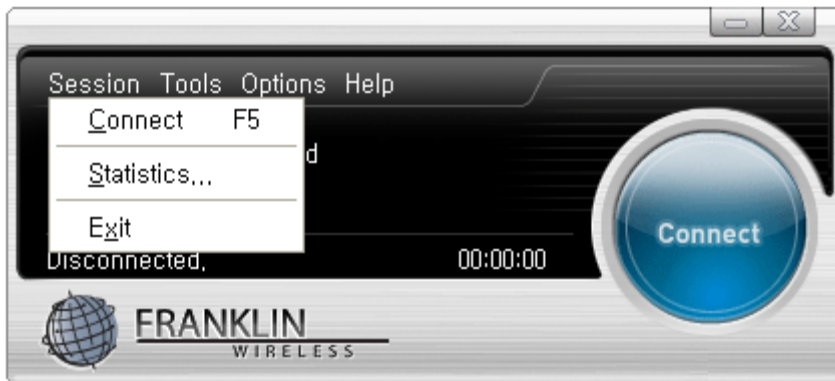 Session Tools Options Help
Connect F5
Statistics...
Exit
Disconnected.
00:00:00
Connect
FRANKLIN
WIRELESS